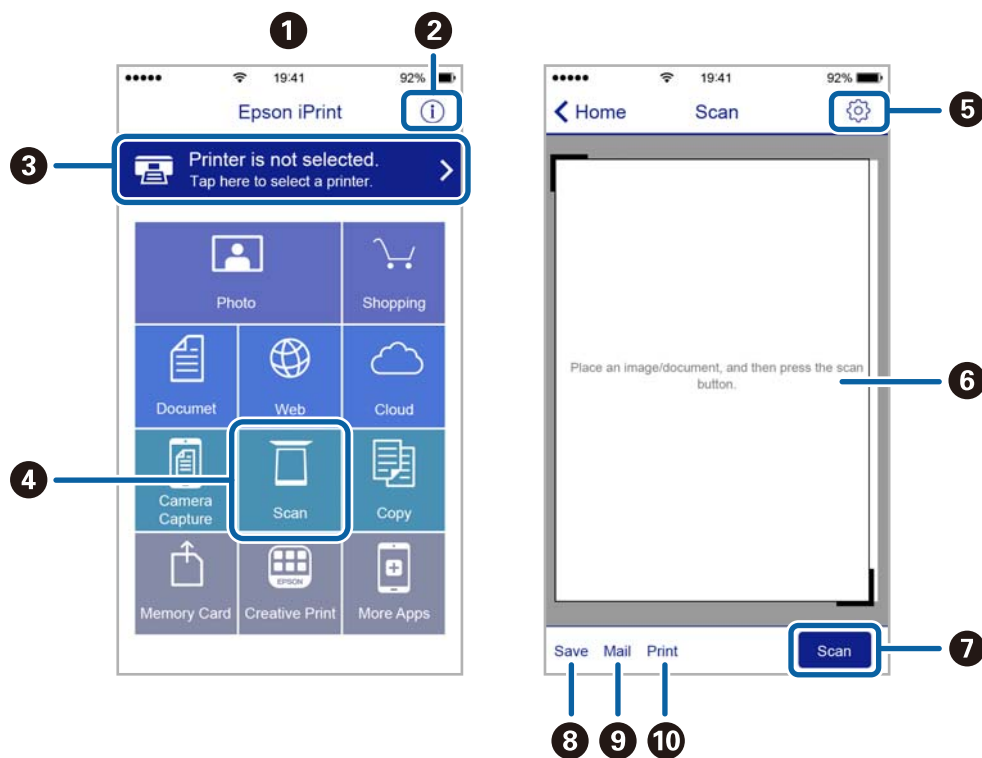 1
2
19:41
92%
Epson iPrint
i
3
Printer is not selected.
Tap here to select a printer.
Photo
Shopping
Documet
Web
Cloud
4
Camera
Capture
Scan
Copy
EPSON
Memory Card
Creative Print
More Apps
19:41
92%
Home
Scan
5
Place an image/document, and then press the scan
button.
6
Save Mail Print
Scan
7
8 9 10